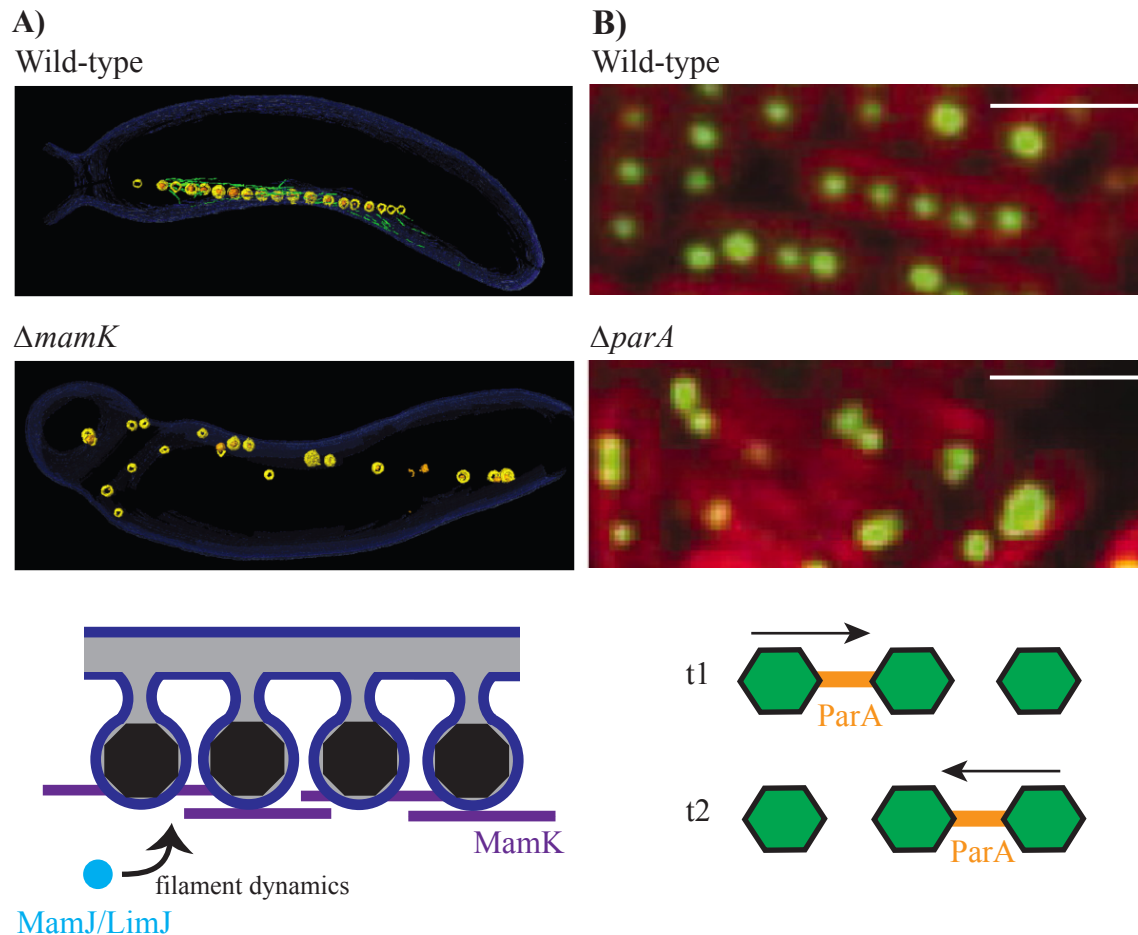 A)
Wild-type
ΔmamK
MamK
filament dynamics
MamJ/LimJ
B)
Wild-type
ΔparA
t1
ParA
t2
ParA